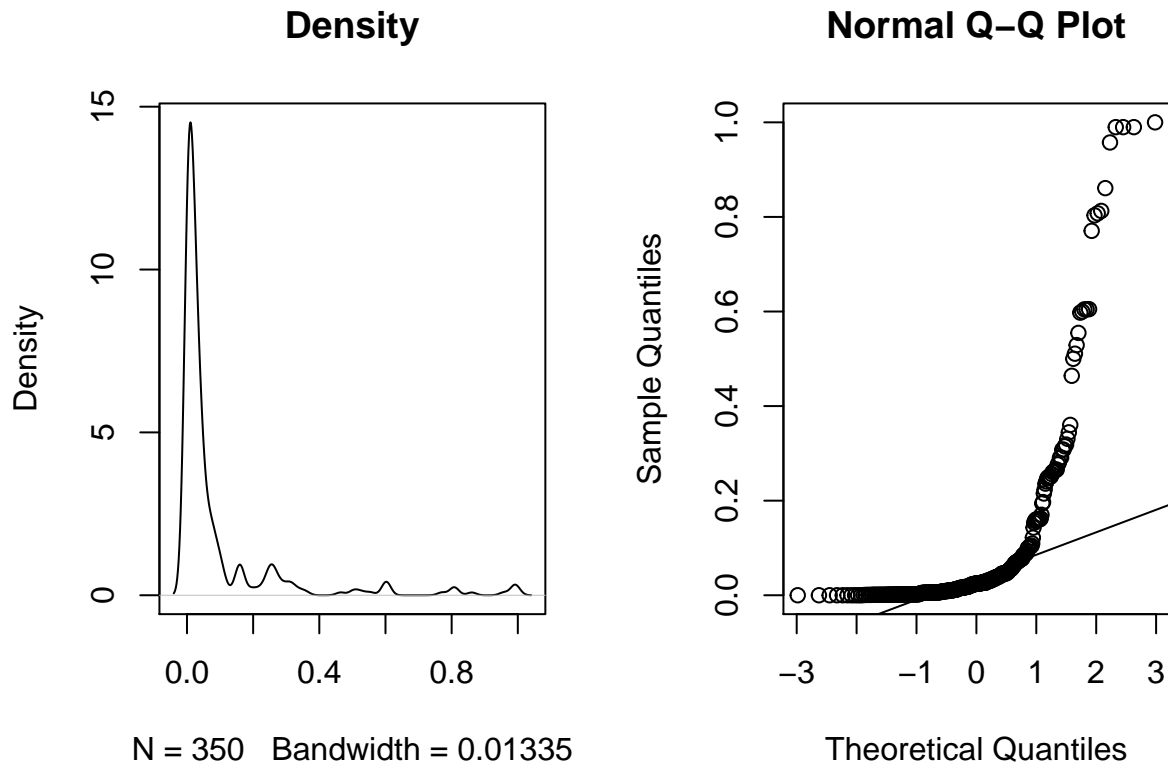 Density
Density
15
10
5
0
0.0 0.4 0.8
N = 350 Bandwidth = 0.01335
Normal Q−Q Plot
Sample Quantiles
1.0
0.8
0.6
0.4
0.2
0.0
−3 −1 0 1 2 3
Theoretical Quantiles